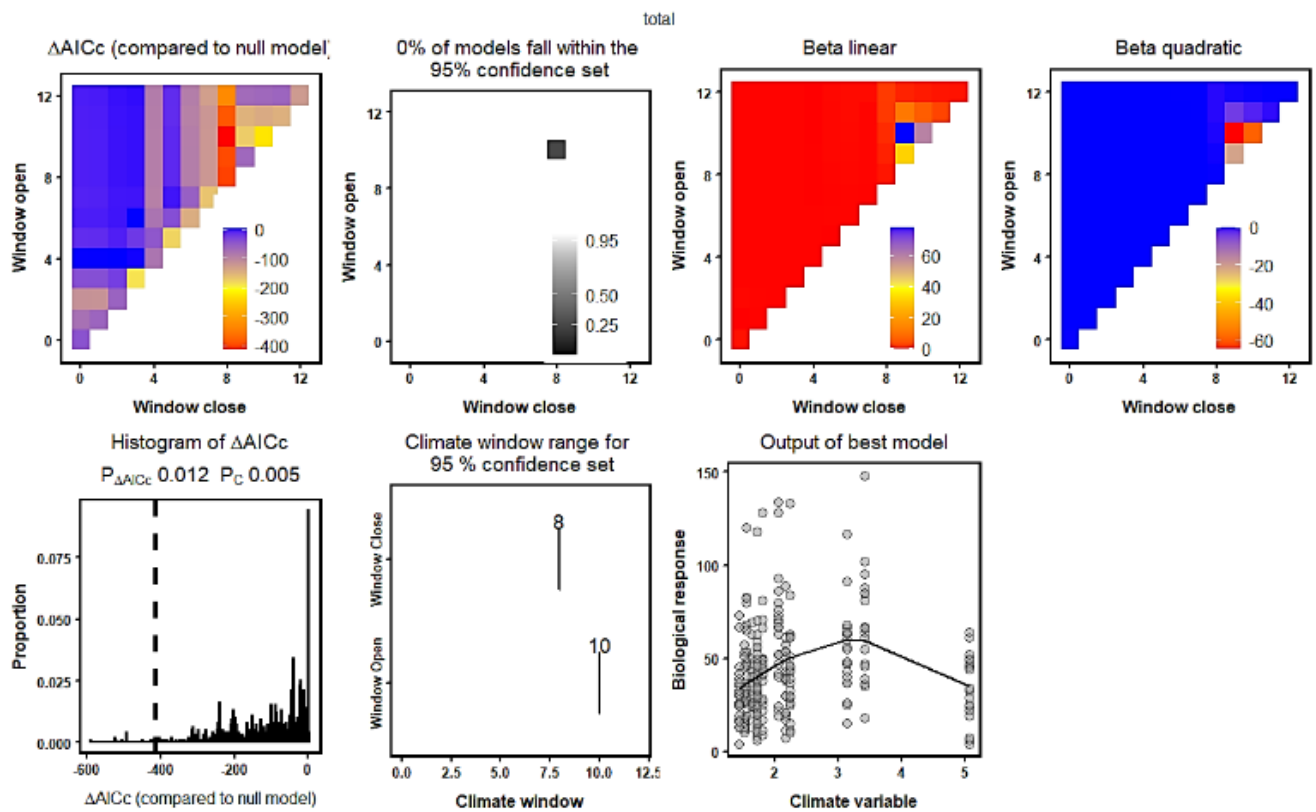 total
ΔAICc (compared to null model)
Window open
12
8
4
0
0
-100
-200
-300
-400
0 4 8 12
Window close
0% of models fall within the
95% confidence set
Window open
12
8
4
0
0.95
0.50
0.25
0 4 8 12
Window close
Beta linear
Window open
12
8
4
0
60
40
20
0
0 4 8 12
Window close
Beta quadratic
Window open
12
8
4
0
0
-20
-40
-60
0 4 8 12
Window close
Histogram of ΔAICc
PΔAICc 0.012 PC 0.005
Proportion
0.075
0.050
0.025
0.000
-600 -400 -200 0
ΔAICc (compared to null model)
Climate window range for
95 % confidence set
Window Close
Window Open
8
10
0.0 2.5 5.0 7.5 10.0 12.5
Climate window
Output of best model
Biological response
150
100
50
0
2 3 4 5
Climate variable